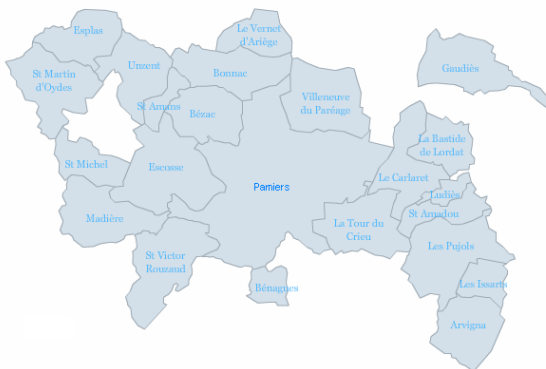 Esplas
Le Vernet
d'Ariège
Unzent
Bonnac
Gaudiès
St Martin
d'Oydes
Villeneuve
du Paréage
St Amans
Bézac
La Bastide
de Lordat
St Michel
Escosse
Le Carlaret
Pamiers
Ludiès
Madière
St Amadou
La Tour du
Crieu
Les Pujols
St Victor
Rouzaud
Bénagues
Les Issarts
Arvigna